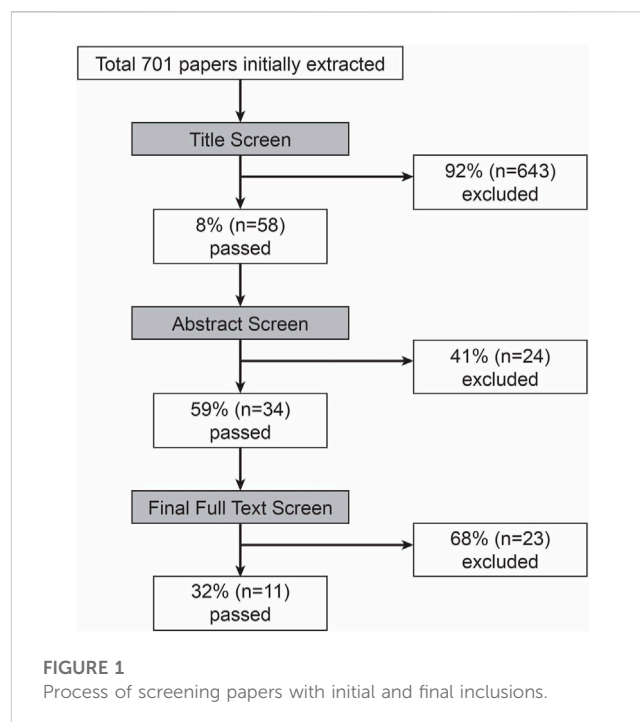 Total 701 papers initially extracted
Title Screen
92% (n=643)
excluded
8% (n=58)
passed
Abstract Screen
41% (n=24)
excluded
59% (n=34)
passed
Final Full Text Screen
68% (n=23)
excluded
32% (n=11)
passed
FIGURE 1
Process of screening papers with initial and final inclusions.